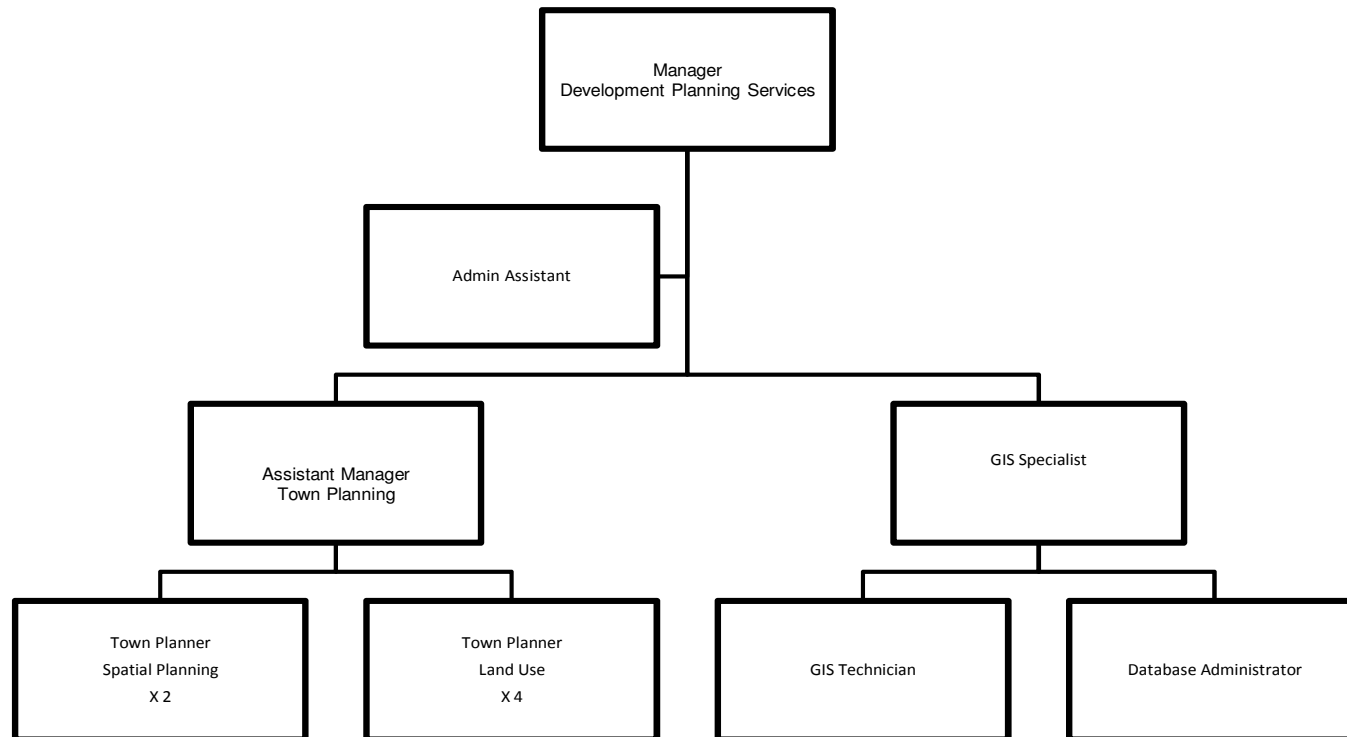 Manager
Development Planning Services
Admin Assistant
Assistant Manager
Town Planning
GIS Specialist
Town Planner
Spatial Planning
X 2
Town Planner
Land Use
X 4
GIS Technician
Database Administrator